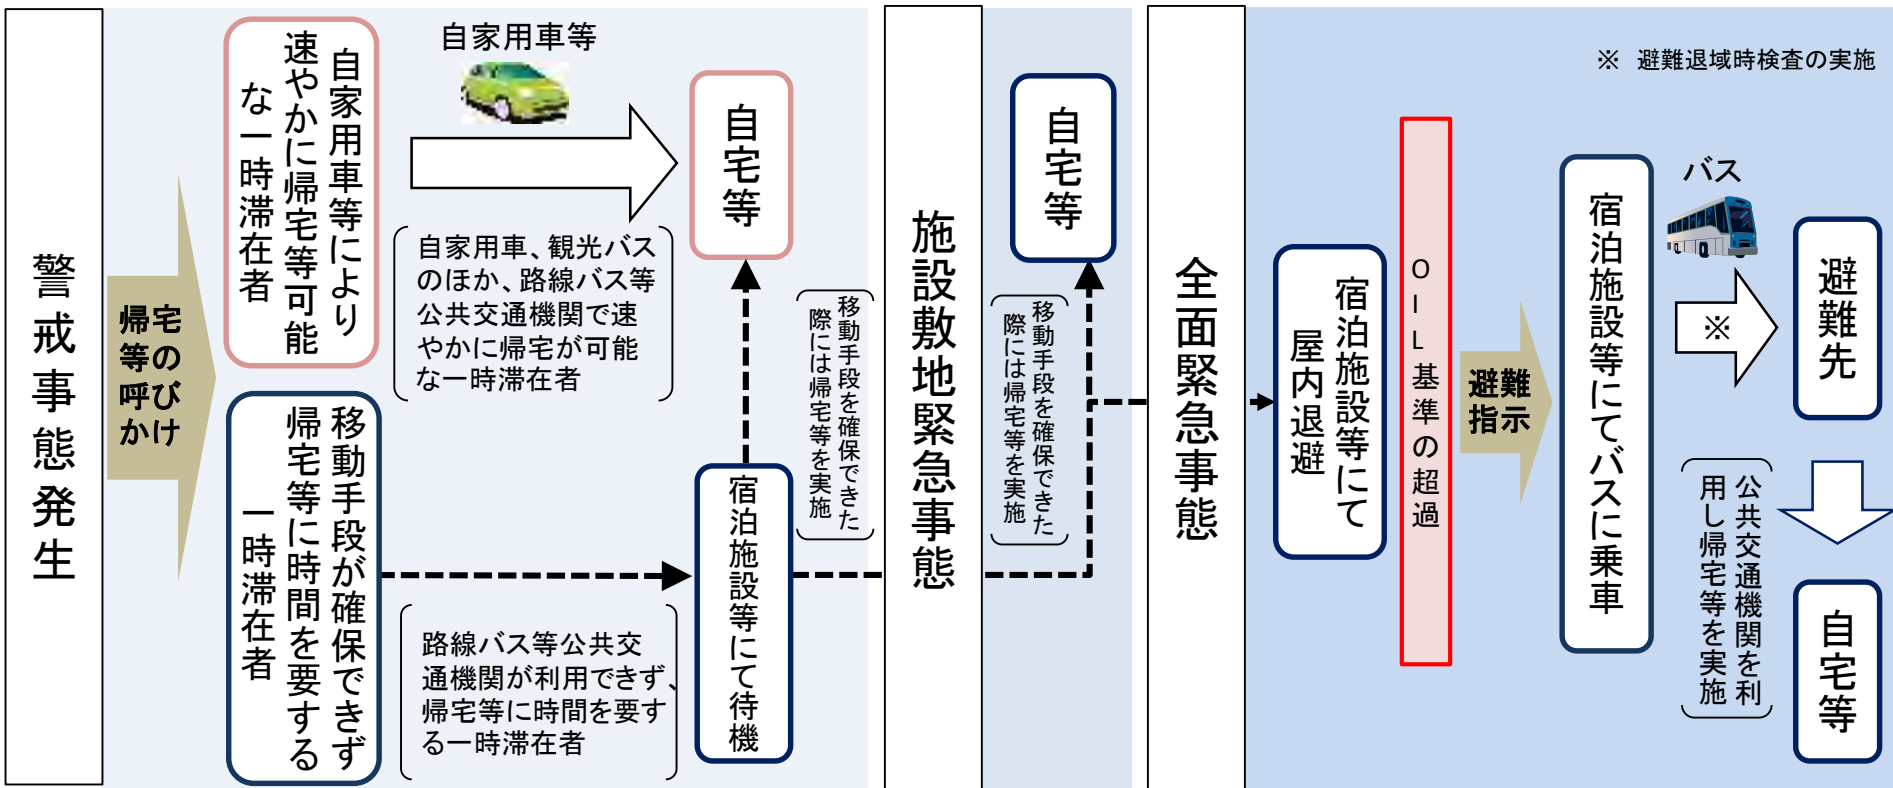 警戒事態発生
帰宅
等の
呼び
かけ
自家用車等により
速やかに帰宅等可能
な一時滞在者
移動手段が確保できず
帰宅等に時間を要する
一時滞在者
自家用車等
自家用車、観光バス
のほか、路線バス等
公共交通機関で速
やかに帰宅が可能
な一時滞在者
路線バス等公共交
通機関が利用できず、
帰宅等に時間を要す
る一時滞在者
自宅等
宿泊施設等にて待機
移動手段を確保できた
際には帰宅等を実施
施設敷地緊急事態
自宅等
移動手段を確保できた
際には帰宅等を実施
全面緊急事態
※ 避難退域時検査の実施
宿泊施設等にて
屋内退避
OIL基準の超過
避難
指示
宿泊施設等にてバスに乗車
バス
※
避難先
公共交通機関を利
用し帰宅等を実施
自宅等